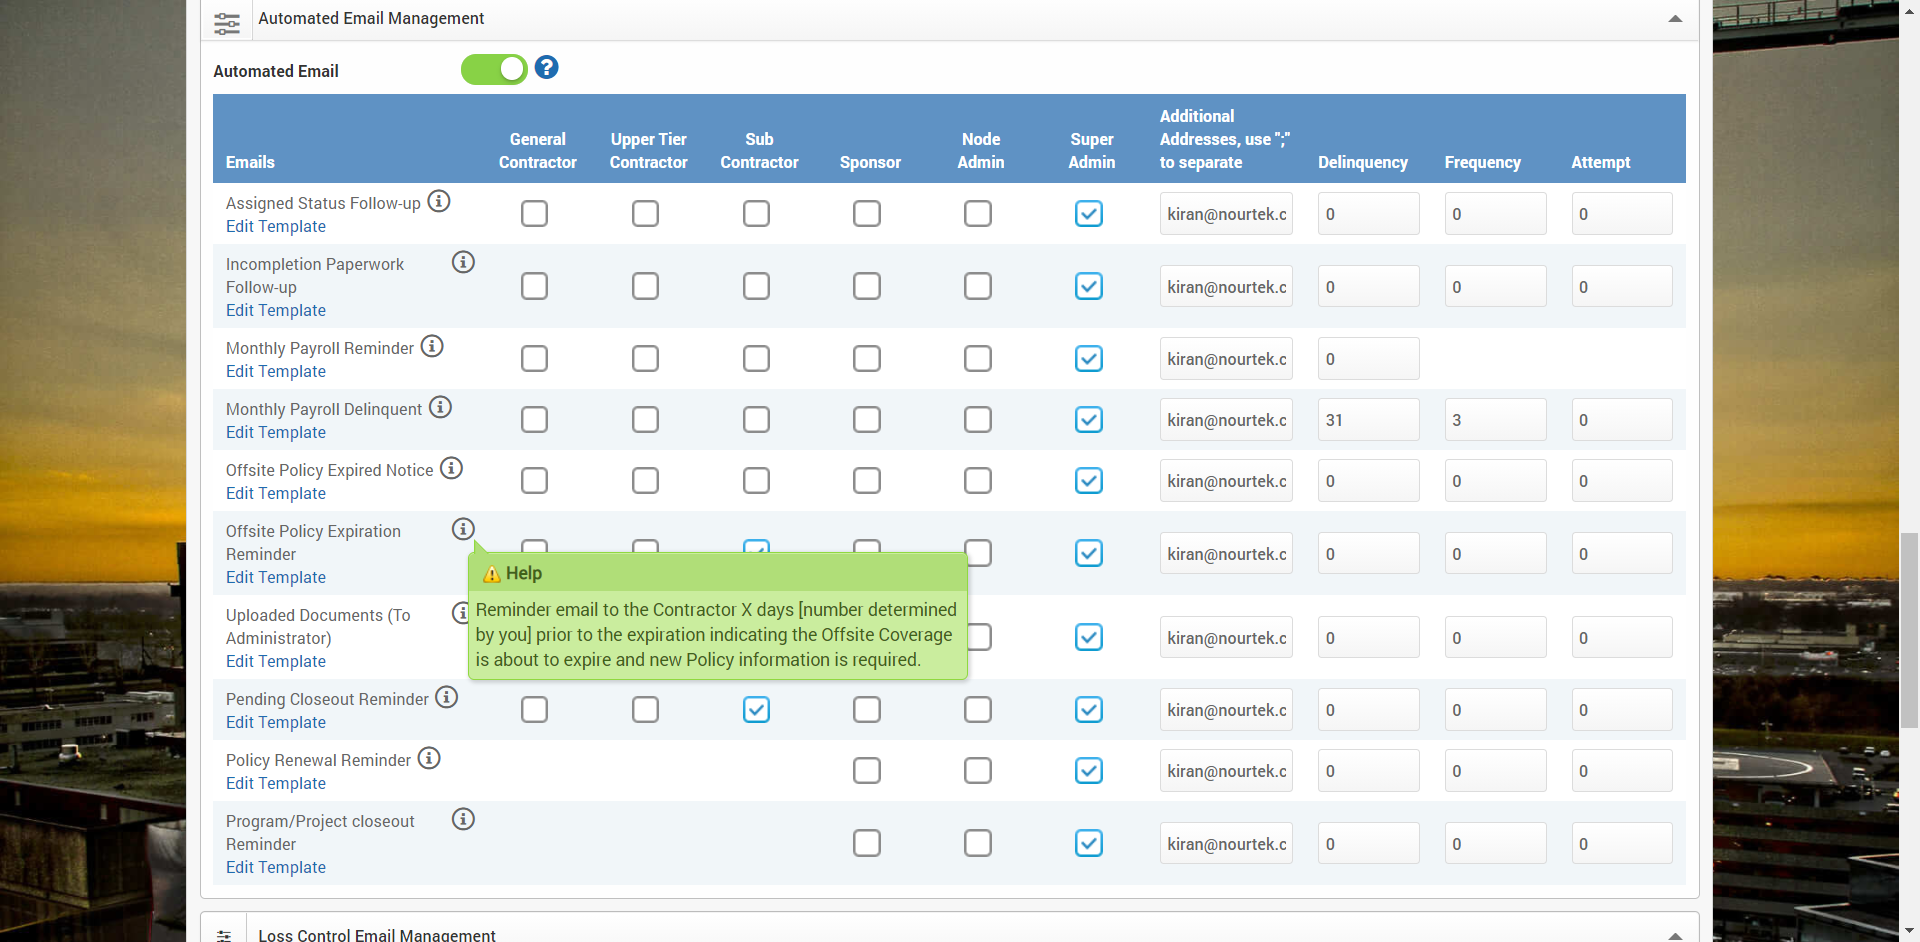 Automated Email Management
Automated Email
?
Emails
General Contractor
Upper Tier Contractor
Sub Contractor
Sponsor
Node Admin
Super Admin
Additional Addresses, use ";" to separate
Delinquency
Frequency
Attempt
Assigned Status Follow-up
Edit Template
kiran@nourtek.c 0 0 0
Incompletion Paperwork
Follow-up
Edit Template
kiran@nourtek.c 0 0 0
Monthly Payroll Reminder
Edit Template
kiran@nourtek.c 0
Monthly Payroll Delinquent
Edit Template
kiran@nourtek.c 31 3 0
Offsite Policy Expired Notice
Edit Template
kiran@nourtek.c 0 0 0
Offsite Policy Expiration
Reminder
Edit Template
kiran@nourtek.c 0 0 0
Help
Reminder email to the Contractor X days [number determined
by you] prior to the expiration indicating the Offsite Coverage
is about to expire and new Policy information is required.
Uploaded Documents (To
Administrator)
Edit Template
kiran@nourtek.c 0 0 0
Pending Closeout Reminder
Edit Template
kiran@nourtek.c 0 0 0
Policy Renewal Reminder
Edit Template
kiran@nourtek.c 0 0 0
Program/Project closeout
Reminder
Edit Template
kiran@nourtek.c 0 0 0
Loss Control Email Management